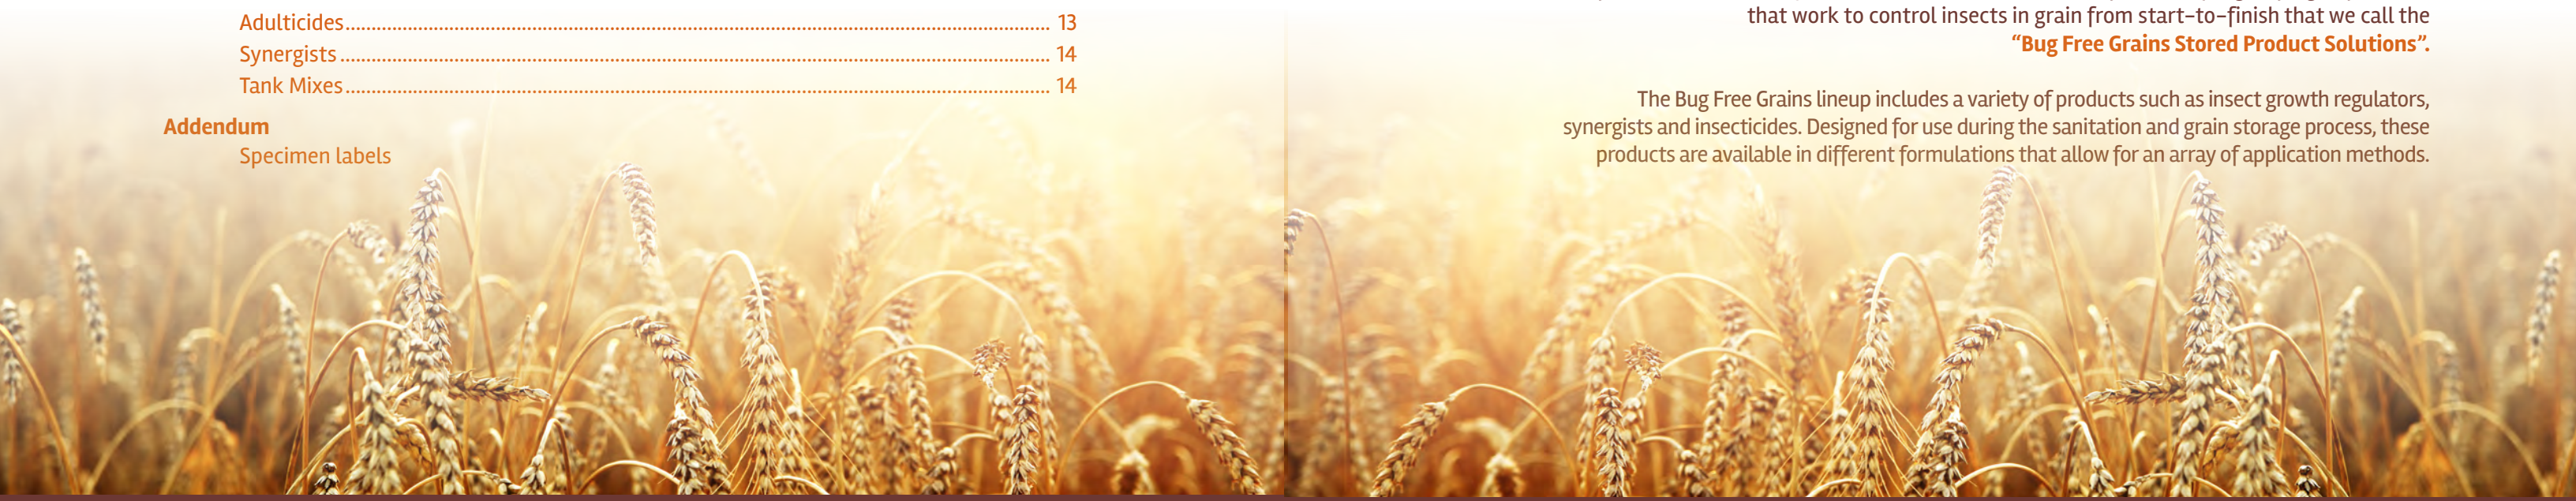 Adulticides 13
Synergists 14
Tank Mixes 14
Addendum
Specimen labels
that work to control insects in grain from start-to-finish that we call the
“Bug Free Grains Stored Product Solutions”.
The Bug Free Grains lineup includes a variety of products such as insect growth regulators,
synergists and insecticides. Designed for use during the sanitation and grain storage process, these
products are available in different formulations that allow for an array of application methods.